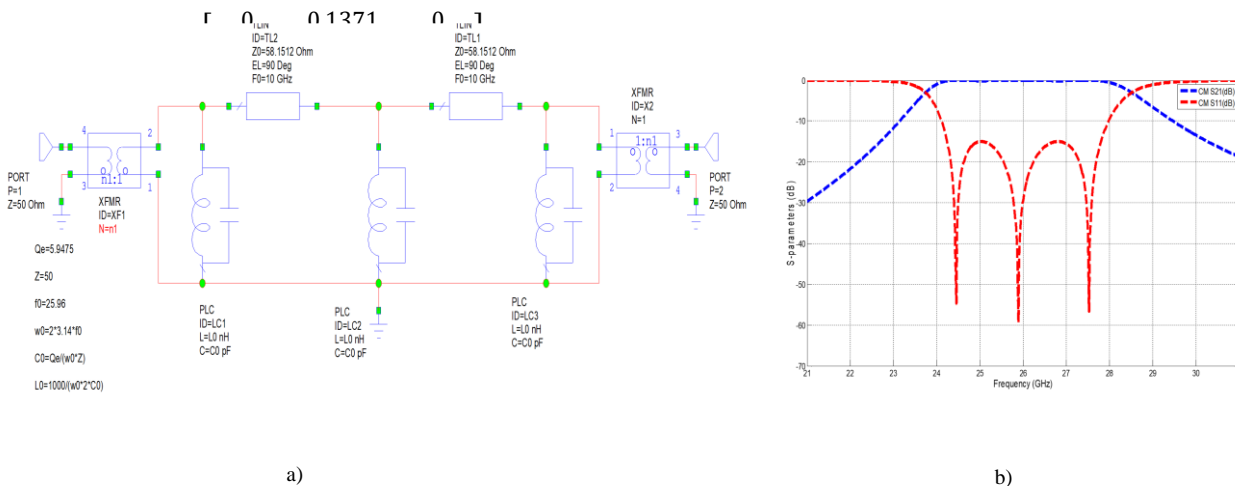 [ 0 0.1371 0 ]
TLIN
ID=TL2
Z0=58.1512 Ohm
EL=90 Deg
F0=10 GHz
TLIN
ID=TL1
Z0=58.1512 Ohm
EL=90 Deg
F0=10 GHz
XFMR
ID=X2
N=1
1:n1
1
2
3
4
PORT
P=2
Z=50 Ohm
4
2
3
1
n1:1
PORT
P=1
Z=50 Ohm
XFMR
ID=XF1
N=n1
Qe=5.9475
Z=50
f0=25.96
w0=2*3.14*f0
C0=Qe/(w0*Z)
L0=1000/(w0*2*C0)
PLC
ID=LC1
L=L0 nH
C=C0 pF
PLC
ID=LC2
L=L0 nH
C=C0 pF
PLC
ID=LC3
L=L0 nH
C=C0 pF
a)
CM S21(dB)
CM S11(dB)
S-parameters (dB)
0
-10
-20
-30
-40
-50
-60
-70
21 22 23 24 25 26 27 28 29 30
Frequency (GHz)
b)